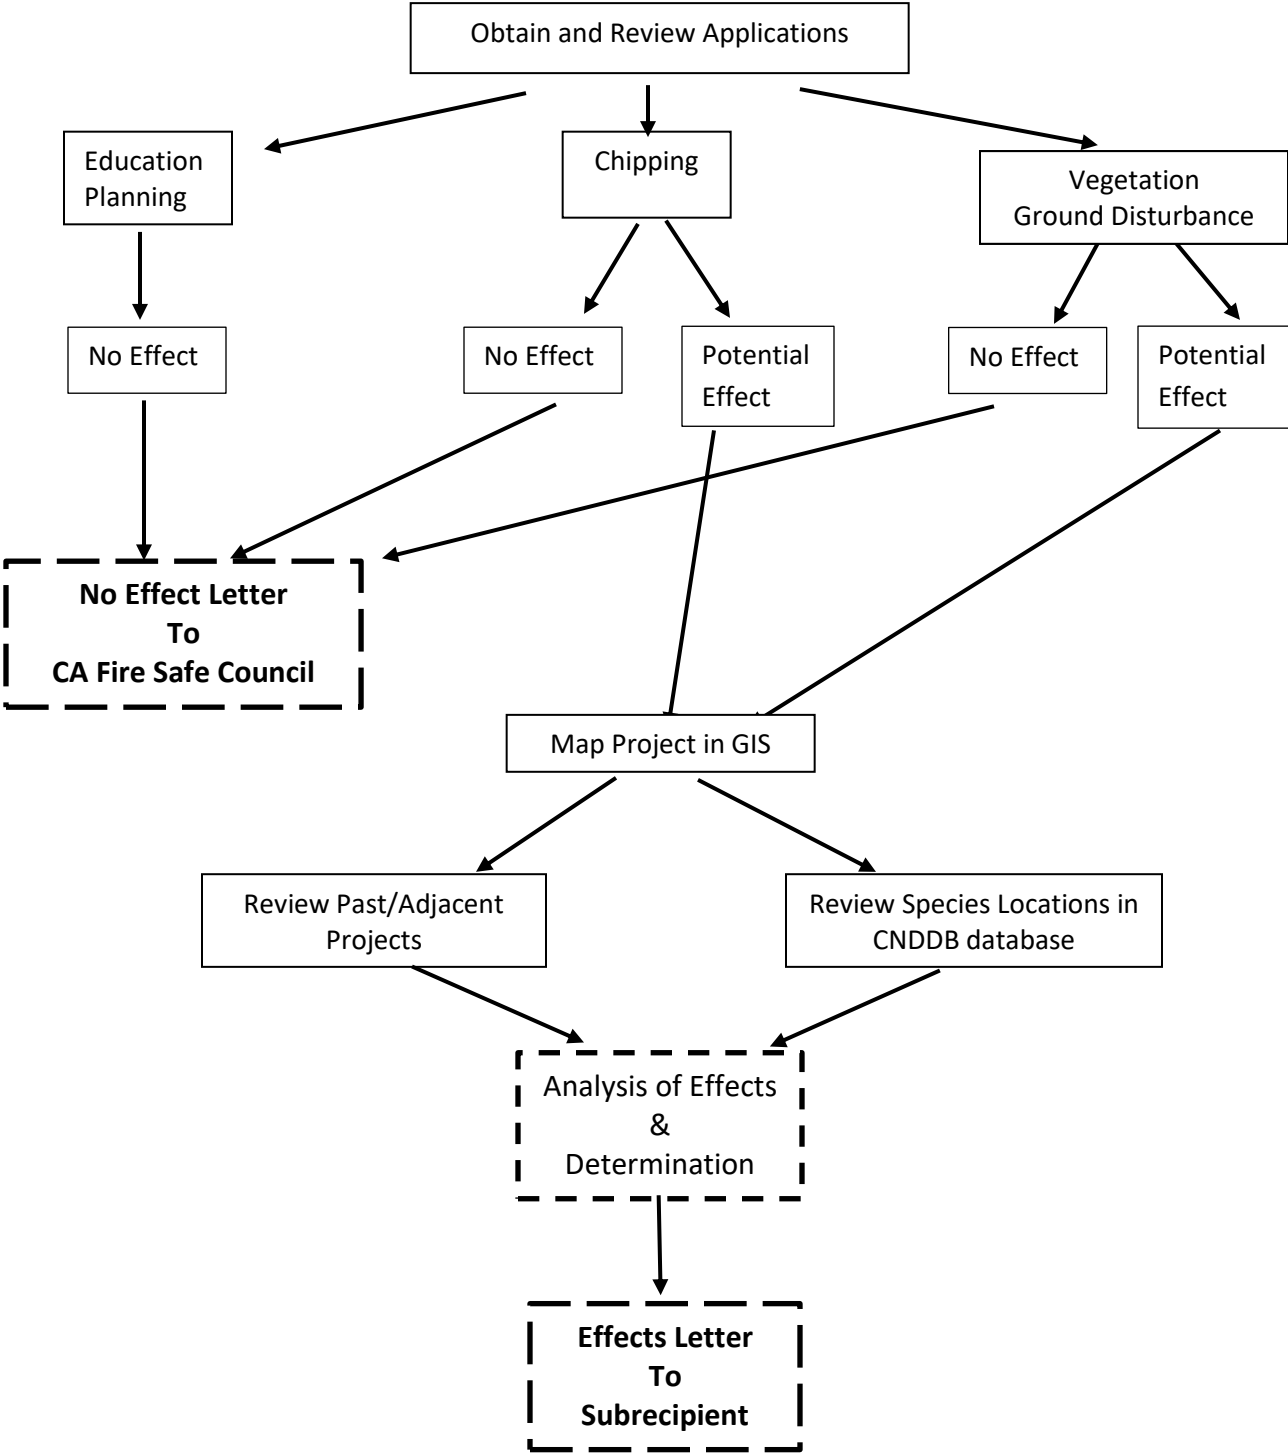 Obtain and Review Applications
Education
Planning
Chipping
Vegetation
Ground Disturbance
No Effect
No Effect
Potential
Effect
No Effect
Potential
Effect
No Effect Letter
To
CA Fire Safe Council
Map Project in GIS
Review Past/Adjacent
Projects
Review Species Locations in
CNDDB database
Analysis of Effects
&
Determination
Effects Letter
To
Subrecipient